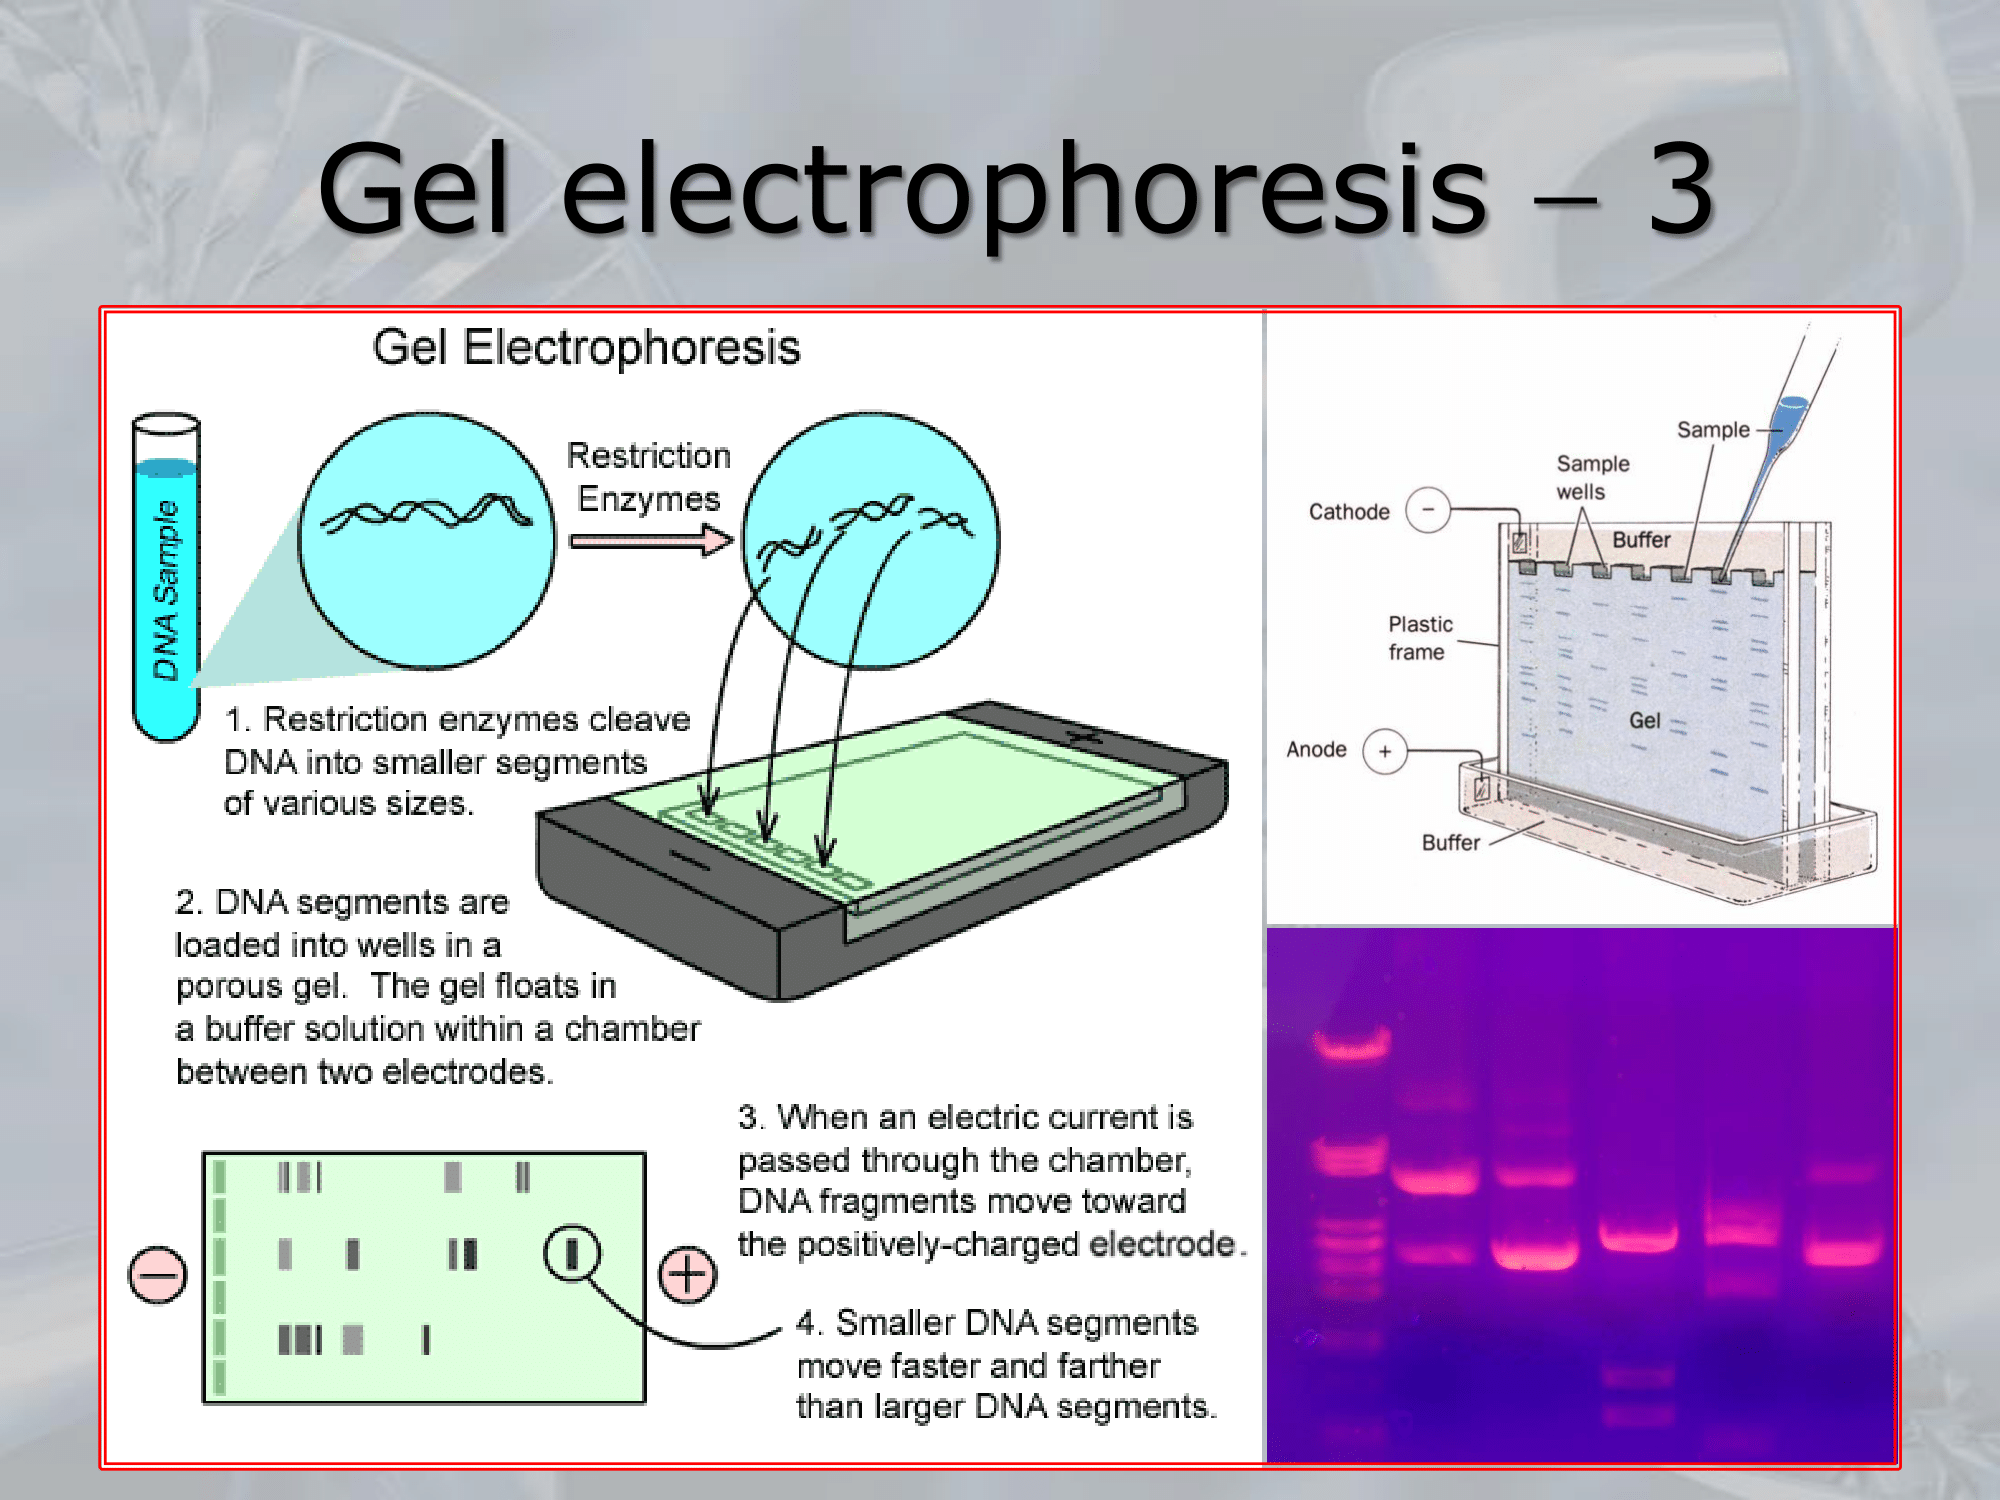 Gel electrophoresis – 3
Gel Electrophoresis
DNA Sample
Restriction
Enzymes
1. Restriction enzymes cleave
DNA into smaller segments
of various sizes.
+
−
2. DNA segments are
loaded into wells in a
porous gel. The gel floats in
a buffer solution within a chamber
between two electrodes.
3. When an electric current is
passed through the chamber,
DNA fragments move toward
the positively-charged electrode.
−
+
4. Smaller DNA segments
move faster and farther
than larger DNA segments.
Sample
Sample
wells
Cathode −
Buffer
Plastic
frame
Gel
Anode +
Buffer